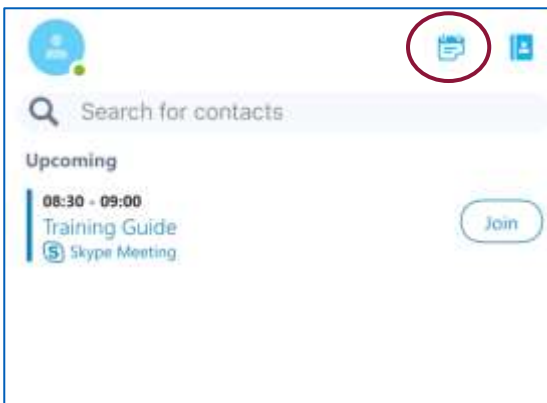 Search for contacts
Upcoming
08:30 - 09:00
Training Guide
Join
S Skype Meeting